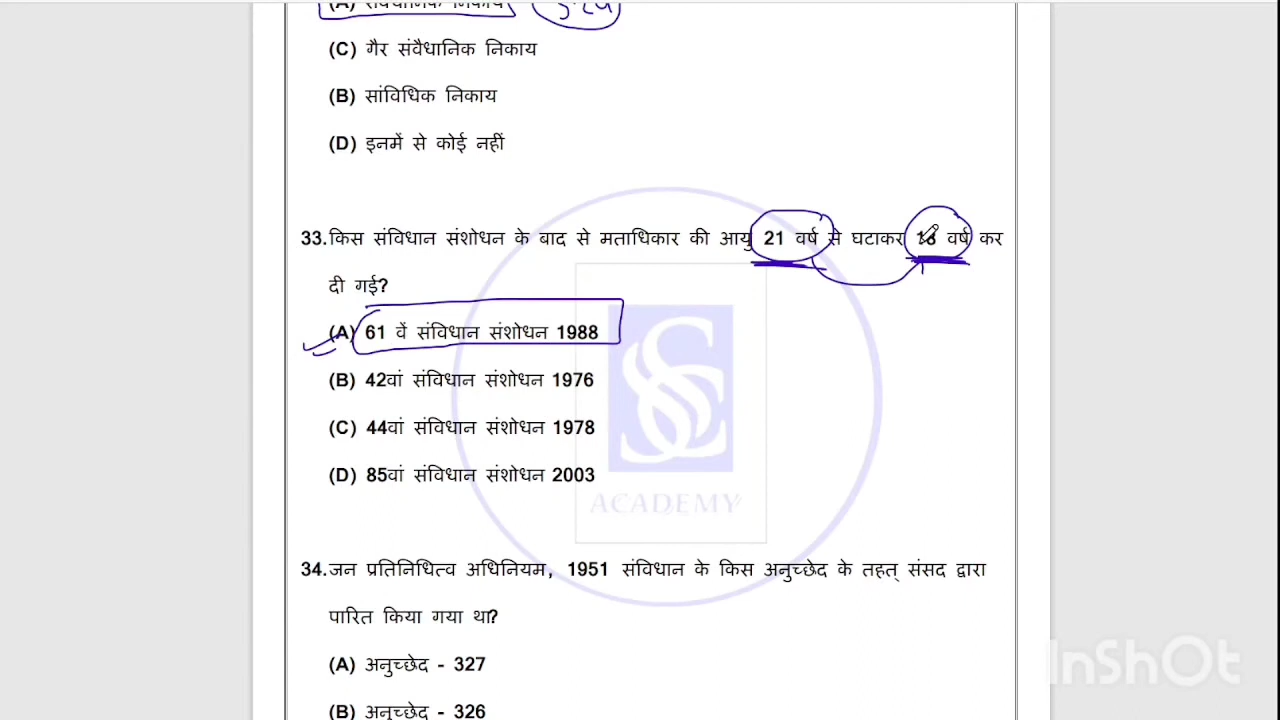 (A) संवैधानिक निकाय
(C) गैर संवैधानिक निकाय
(B) सांविधिक निकाय
(D) इनमें से कोई नहीं
33.किस संविधान संशोधन के बाद से मताधिकार की आयु 21 वर्ष से घटाकर 18 वर्ष कर
दी गई?
(A) 61 वें संविधान संशोधन 1988
(B) 42वां संविधान संशोधन 1976
(C) 44वां संविधान संशोधन 1978
(D) 85वां संविधान संशोधन 2003
ACADEMY
34.जन प्रतिनिधित्व अधिनियम, 1951 संविधान के किस अनुच्छेद के तहत् संसद द्वारा
पारित किया गया था?
(A) अनुच्छेद - 327
(B) अनुच्छेद - 326
InShOt